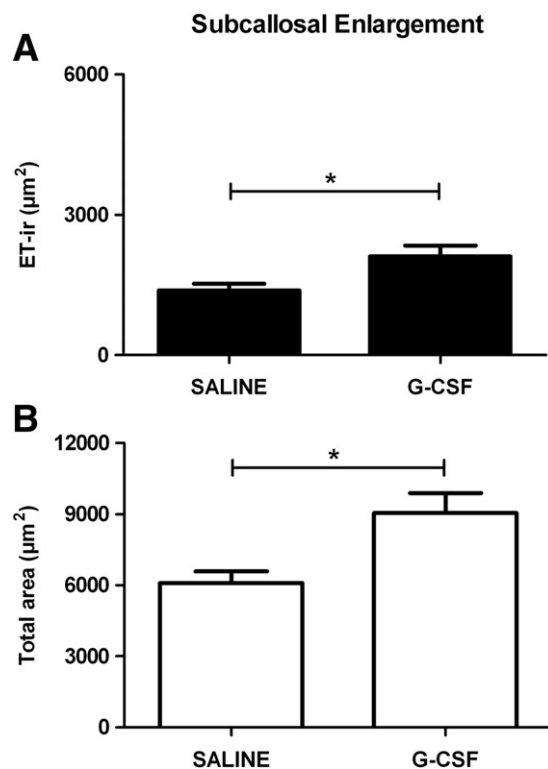 Subcallosal Enlargement
A
6000
3000
0
ET-ir (µm²)
*
SALINE G-CSF
B
12000
9000
6000
3000
0
Total area (µm²)
*
SALINE G-CSF